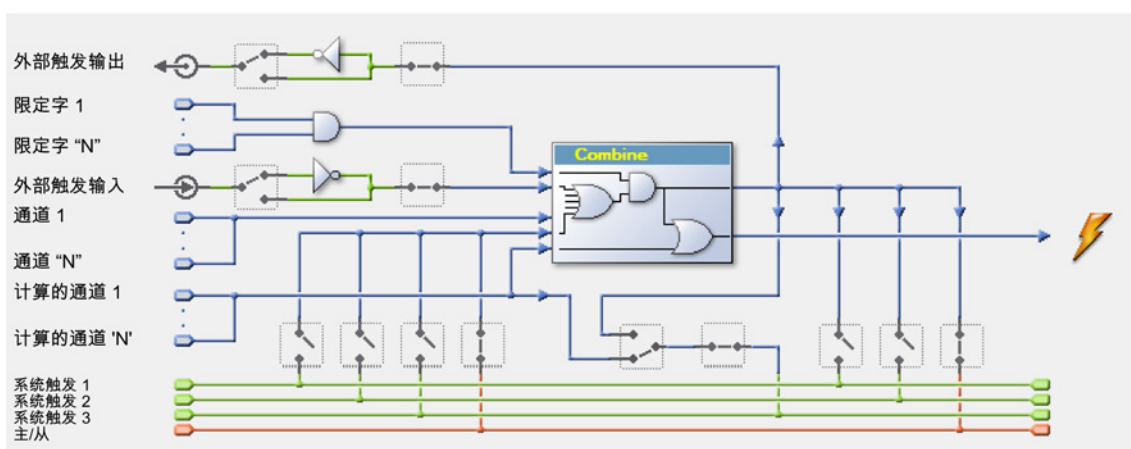 外部触发输出
限定字 1
限定字 “N”
外部触发输入
通道 1
通道 “N”
计算的通道 1
计算的通道 'N'
系统触发 1
系统触发 2
系统触发 3
主/从
Combine